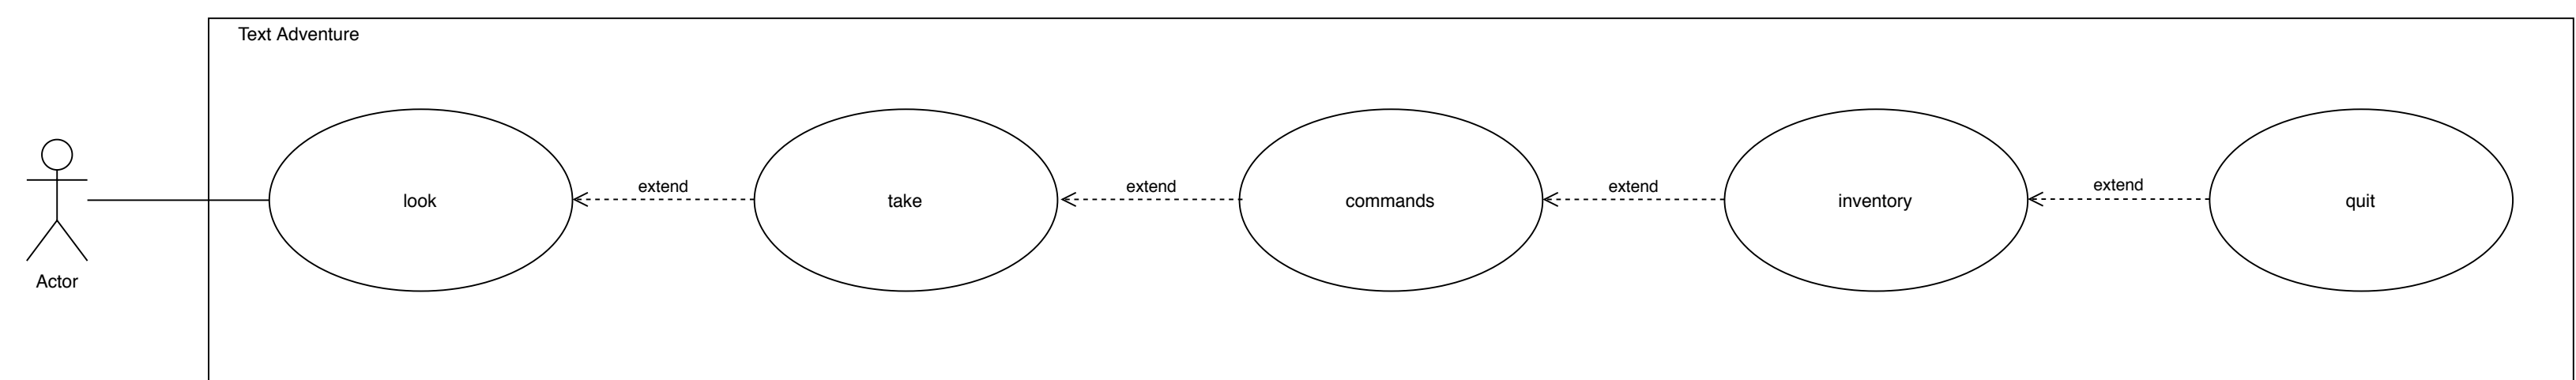 Text Adventure
Actor
look
extend
take
extend
commands
extend
inventory
extend
quit